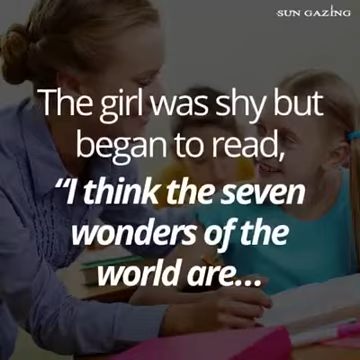 SUN GAZING
The girl was shy but
began to read,
“I think the seven
wonders of the
world are...